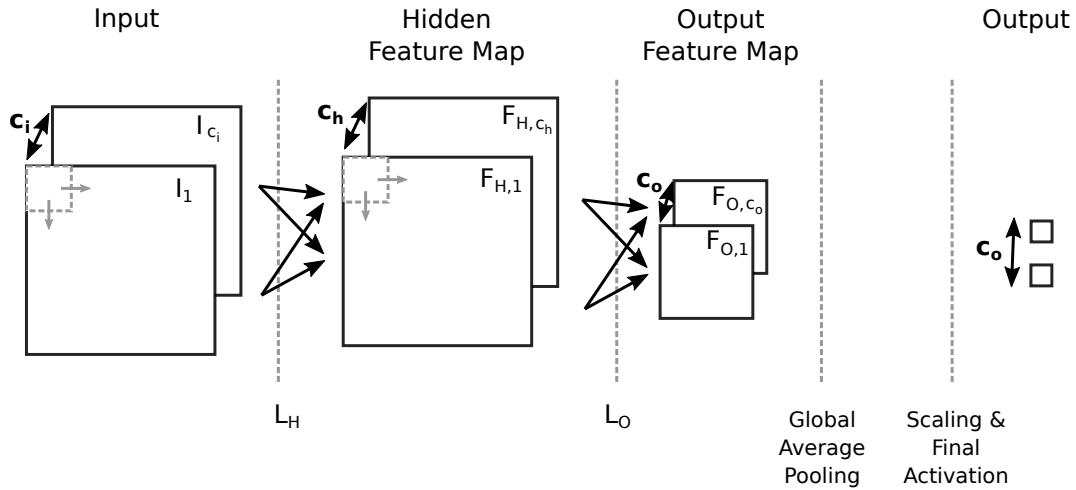 Input
Hidden
Feature Map
Output
Feature Map
Output
c_i
I_{c_i}
I_1
c_h
F_{H,c_h}
F_{H,1}
c_o
F_{O,c_o}
F_{O,1}
c_o
L_H
L_O
Global
Average
Pooling
Scaling &
Final
Activation